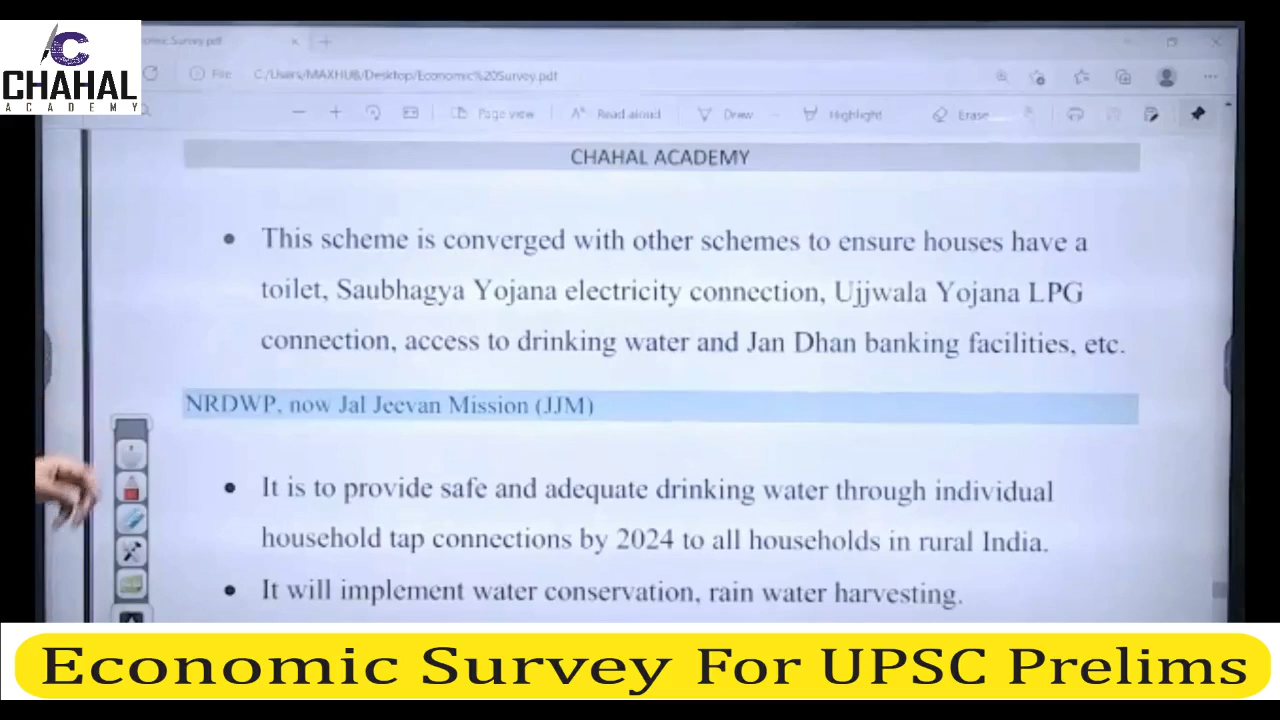 CHAHAL
ACADEMY
Survey.pdf
File C:/Users/MAXHUB/Desktop/Economic%20Survey.pdf
Page view Read aloud Draw Highlight Erase
CHAHAL ACADEMY
• This scheme is converged with other schemes to ensure houses have a
toilet, Saubhagya Yojana electricity connection, Ujjwala Yojana LPG
connection, access to drinking water and Jan Dhan banking facilities, etc.
NRDWP, now Jal Jeevan Mission (JJM)
• It is to provide safe and adequate drinking water through individual
household tap connections by 2024 to all households in rural India.
• It will implement water conservation, rain water harvesting.
Economic Survey For UPSC Prelims